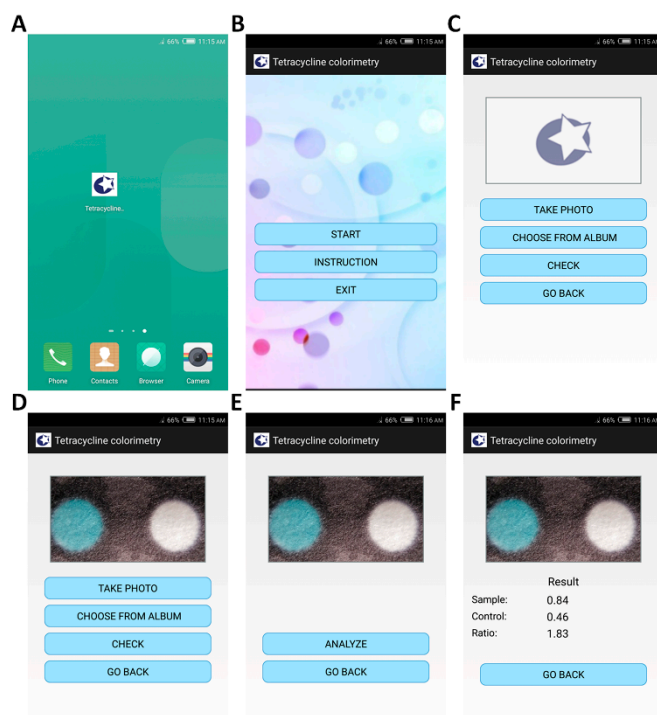 A
66% 11:15 AM
Tetracycline..
Phone Contacts Browser Camera
B
66% 11:15 AM
Tetracycline colorimetry
START
INSTRUCTION
EXIT
C
66% 11:15 AM
Tetracycline colorimetry
TAKE PHOTO
CHOOSE FROM ALBUM
CHECK
GO BACK
D
66% 11:15 AM
Tetracycline colorimetry
TAKE PHOTO
CHOOSE FROM ALBUM
CHECK
GO BACK
E
66% 11:16 AM
Tetracycline colorimetry
ANALYZE
GO BACK
F
66% 11:16 AM
Tetracycline colorimetry
Result
Sample: 0.84
Control: 0.46
Ratio: 1.83
GO BACK